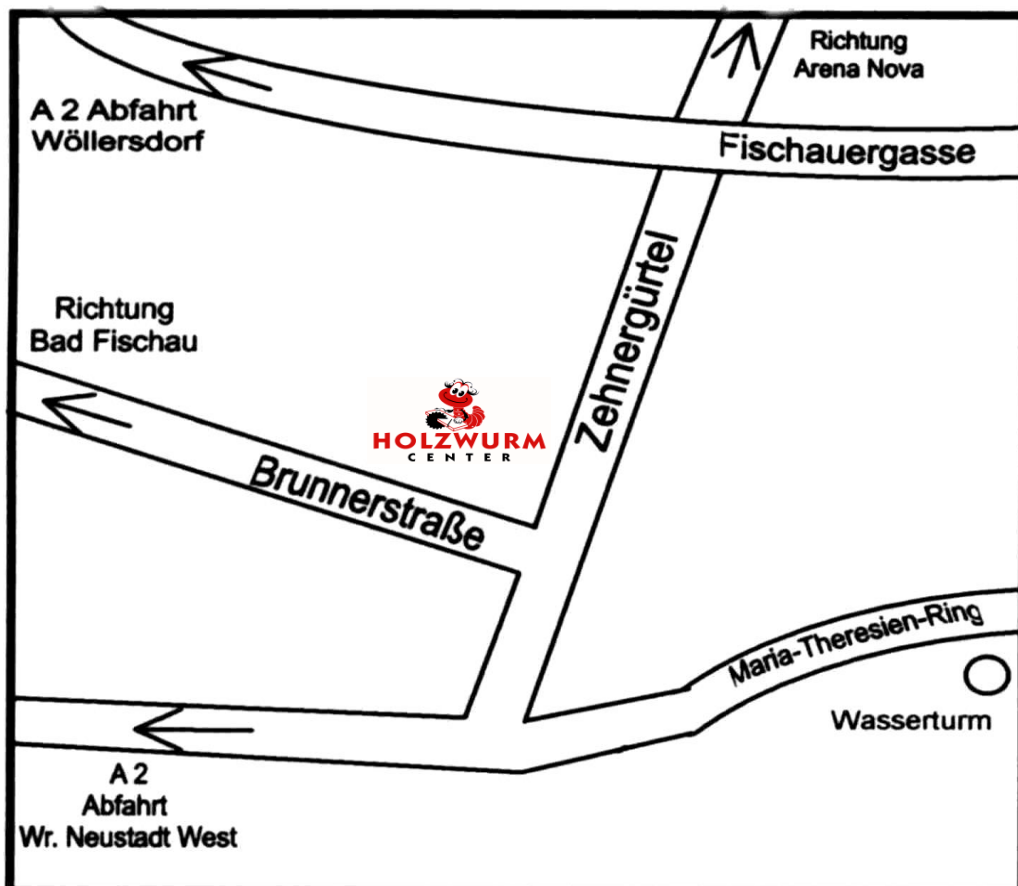 Richtung
Arena Nova
A 2 Abfahrt
Wöllersdorf
Fischauergasse
Zehnergürtel
Richtung
Bad Fischau
HOLZWURM
CENTER
Brunnerstraße
Maria-Theresien-Ring
Wasserturm
A 2
Abfahrt
Wr. Neustadt West